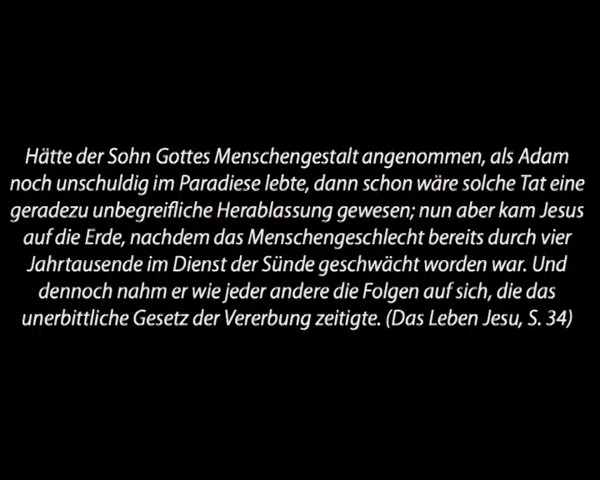 Hätte der Sohn Gottes Menschengestalt angenommen, als Adam
noch unschuldig im Paradiese lebte, dann schon wäre solche Tat eine
geradezu unbegreifliche Herablassung gewesen; nun aber kam Jesus
auf die Erde, nachdem das Menschengeschlecht bereits durch vier
Jahrtausende im Dienst der Sünde geschwächt worden war. Und
dennoch nahm er wie jeder andere die Folgen auf sich, die das
unerbittliche Gesetz der Vererbung zeitigte. (Das Leben Jesu, S. 34)